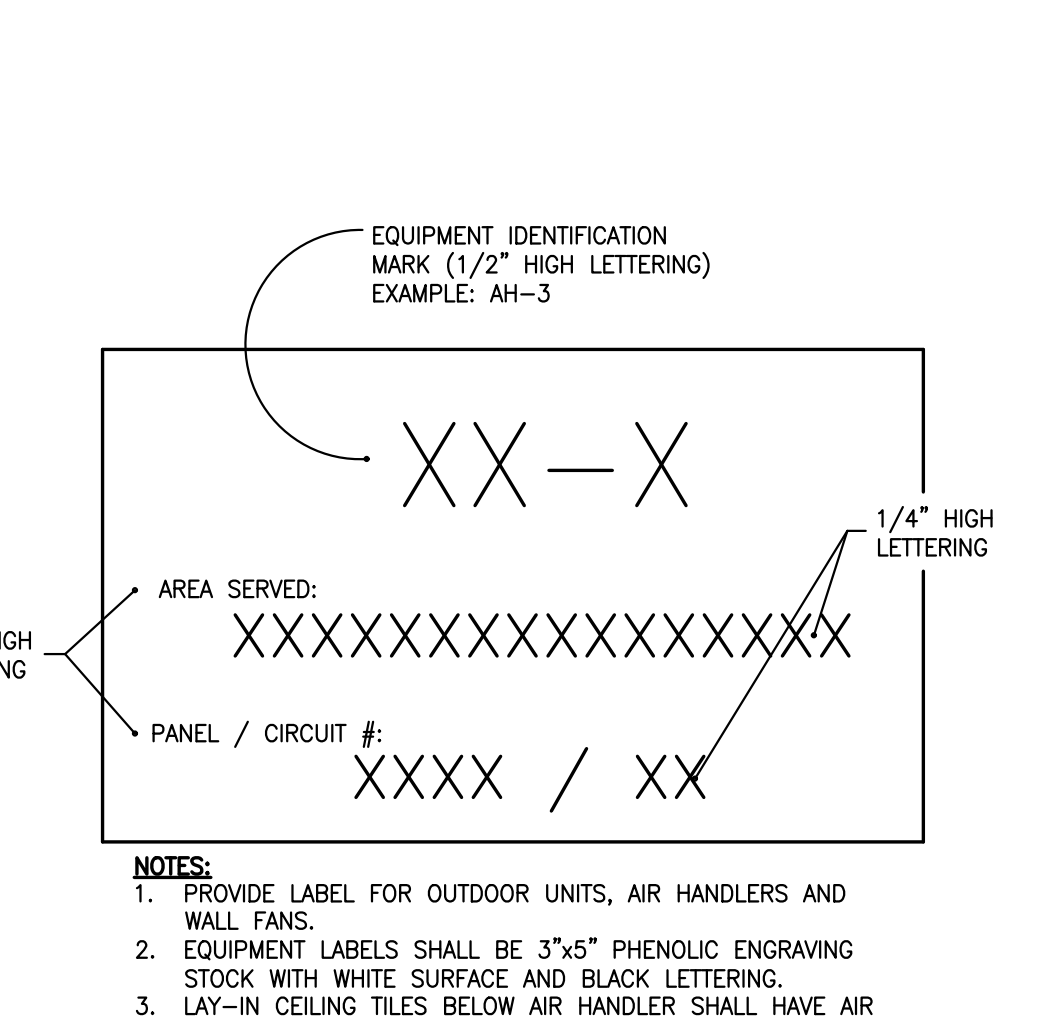 EQUIPMENT IDENTIFICATION
MARK (1/2" HIGH LETTERING)
EXAMPLE: AH-3
XX-X
1/4" HIGH
LETTERING
AREA SERVED:
XXXXXXXXXXXXXXXX
PANEL / CIRCUIT #:
XXXX / XX
NOTES:
1. PROVIDE LABEL FOR OUTDOOR UNITS, AIR HANDLERS AND
WALL FANS.
2. EQUIPMENT LABELS SHALL BE 3"x5" PHENOLIC ENGRAVING
STOCK WITH WHITE SURFACE AND BLACK LETTERING.
3. LAY-IN CEILING TILES BELOW AIR HANDLER SHALL HAVE AIR